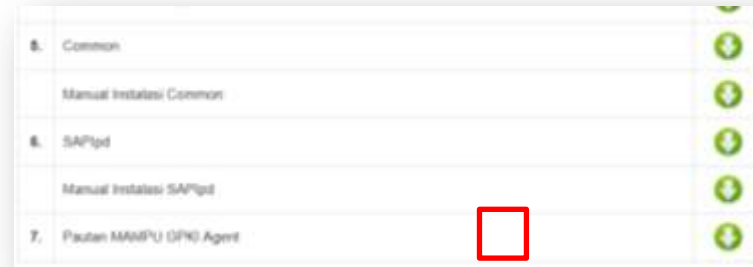 5. Common
Manual Instalasi Common
6. SAPlpd
Manual Instalasi SAPlpd
7. Pautan MAMPU GPKI Agent